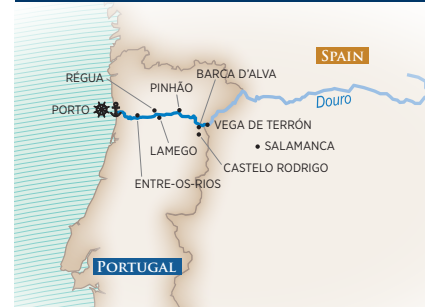 SPAIN
BARCA D'ALVA
RÉGUA
PINHÃO
Douro
PORTO
VEGA DE TERRÓN
SALAMANCA
LAMEGO
CASTELO RODRIGO
ENTRE-OS-RIOS
PORTUGAL